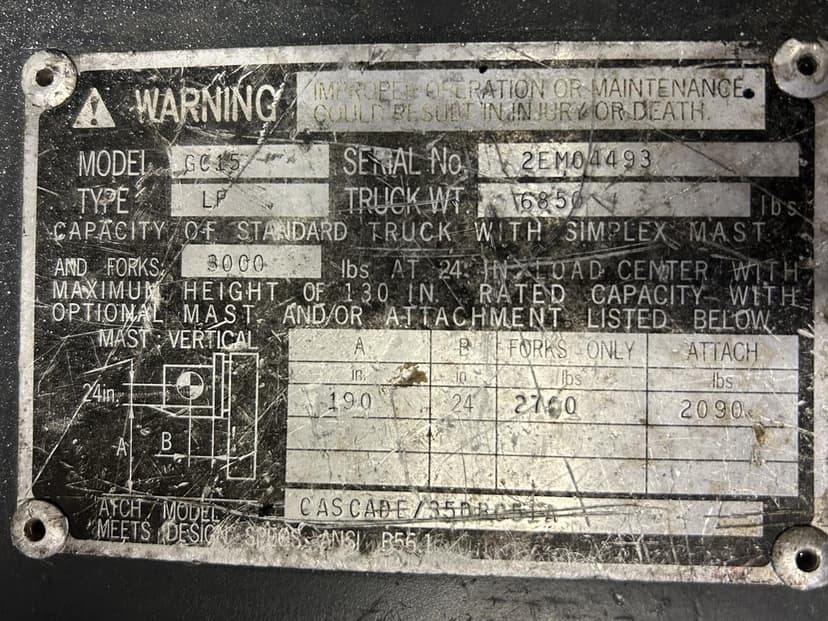 WARNING
IMPROPER OPERATION OR MAINTENANCE
COULD RESULT IN INJURY OR DEATH.
MODEL GC15 SERIAL No. 2EM04493
TYPE LP TRUCK WT 6850 lbs
CAPACITY OF STANDARD TRUCK WITH SIMPLEX MAST
AND FORKS 3000 lbs AT 24 IN. LOAD CENTER WITH
MAXIMUM HEIGHT OF 130 IN. RATED CAPACITY WITH
OPTIONAL MAST AND/OR ATTACHMENT LISTED BELOW.
MAST : VERTICAL
A B FORKS ONLY ATTACH
in. in lbs lbs
190 24 2760 2090
24in.
A B
ATCH / MODEL CASCADE/
MEETS DESIGN SPECS. ANSI B56.1